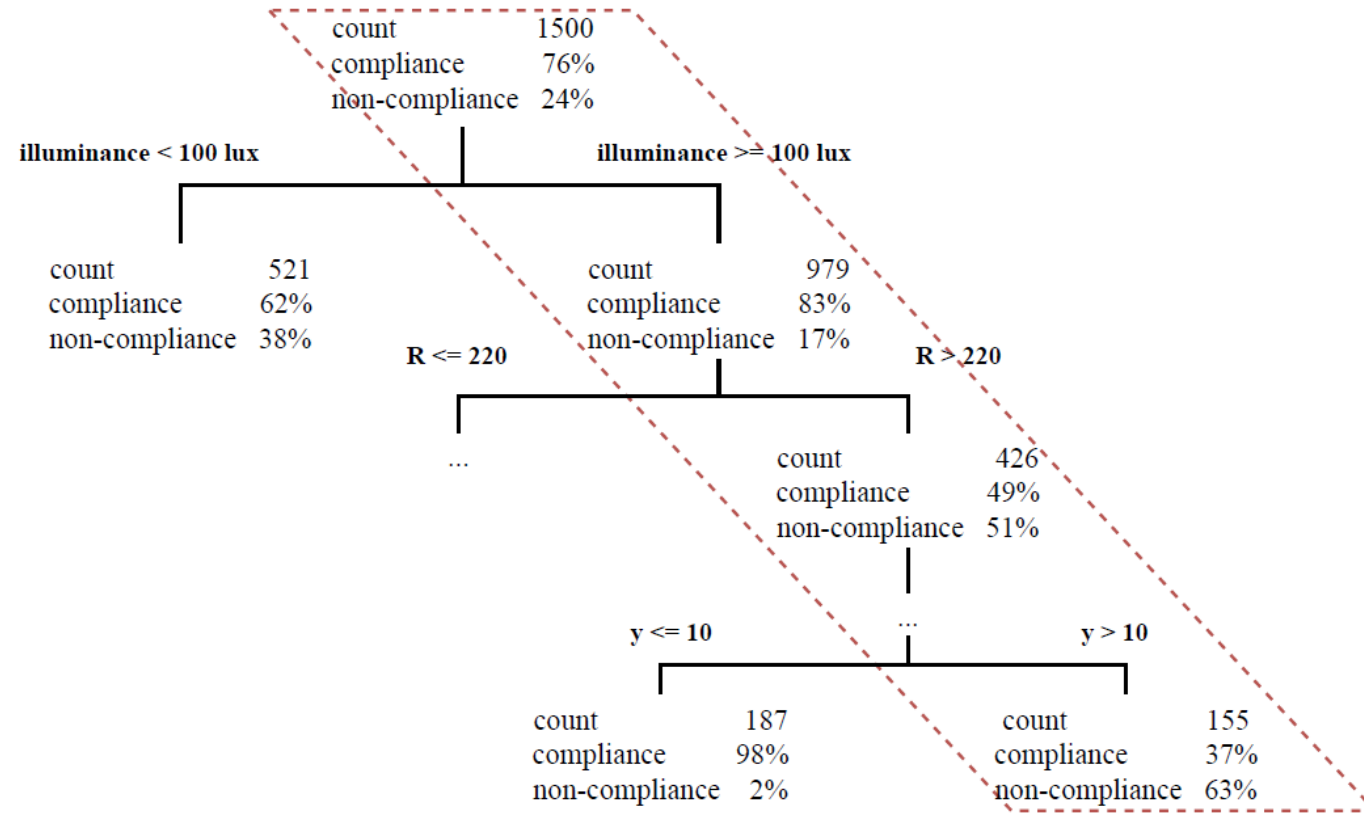 count 1500
compliance 76%
non-compliance 24%
illuminance < 100 lux illuminance >= 100 lux
count 521 count 979
compliance 62% compliance 83%
non-compliance 38% non-compliance 17%
R <= 220 R > 220
... count 426
compliance 49%
non-compliance 51%
...
y <= 10 y > 10
count 187 count 155
compliance 98% compliance 37%
non-compliance 2% non-compliance 63%